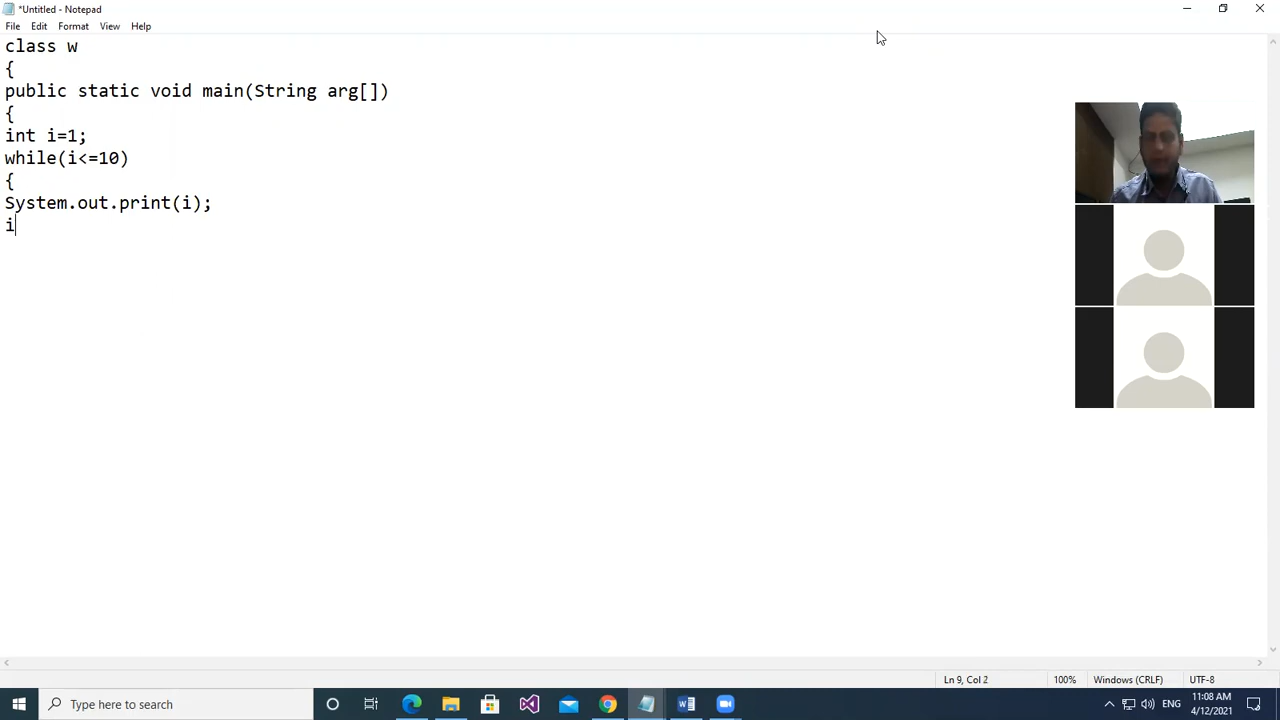 *Untitled - Notepad
File Edit Format View Help
class w
{
public static void main(String arg[])
{
int i=1;
while(i<=10)
{
System.out.print(i);
i
Ln 9, Col 2 100% Windows (CRLF) UTF-8
Type here to search
ENG
11:08 AM
4/12/2021